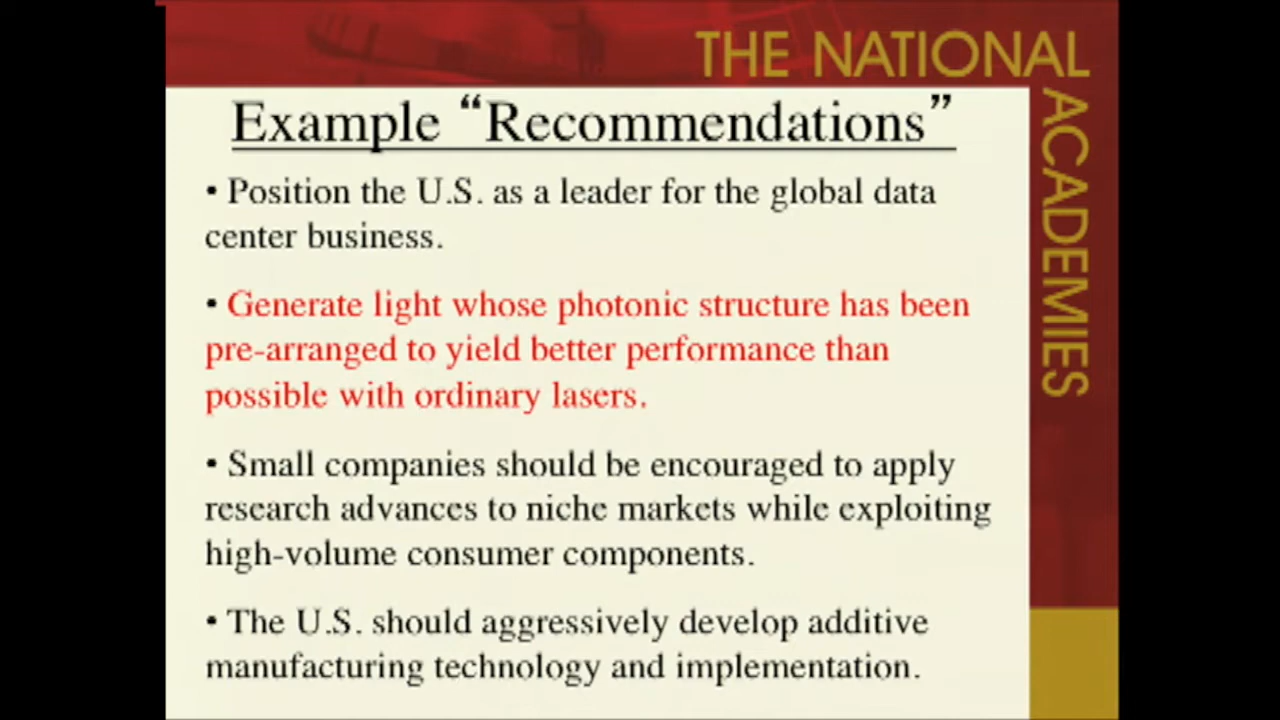 THE NATIONAL
ACADEMIES
Example “Recommendations”
• Position the U.S. as a leader for the global data
center business.
• Generate light whose photonic structure has been
pre-arranged to yield better performance than
possible with ordinary lasers.
• Small companies should be encouraged to apply
research advances to niche markets while exploiting
high-volume consumer components.
• The U.S. should aggressively develop additive
manufacturing technology and implementation.